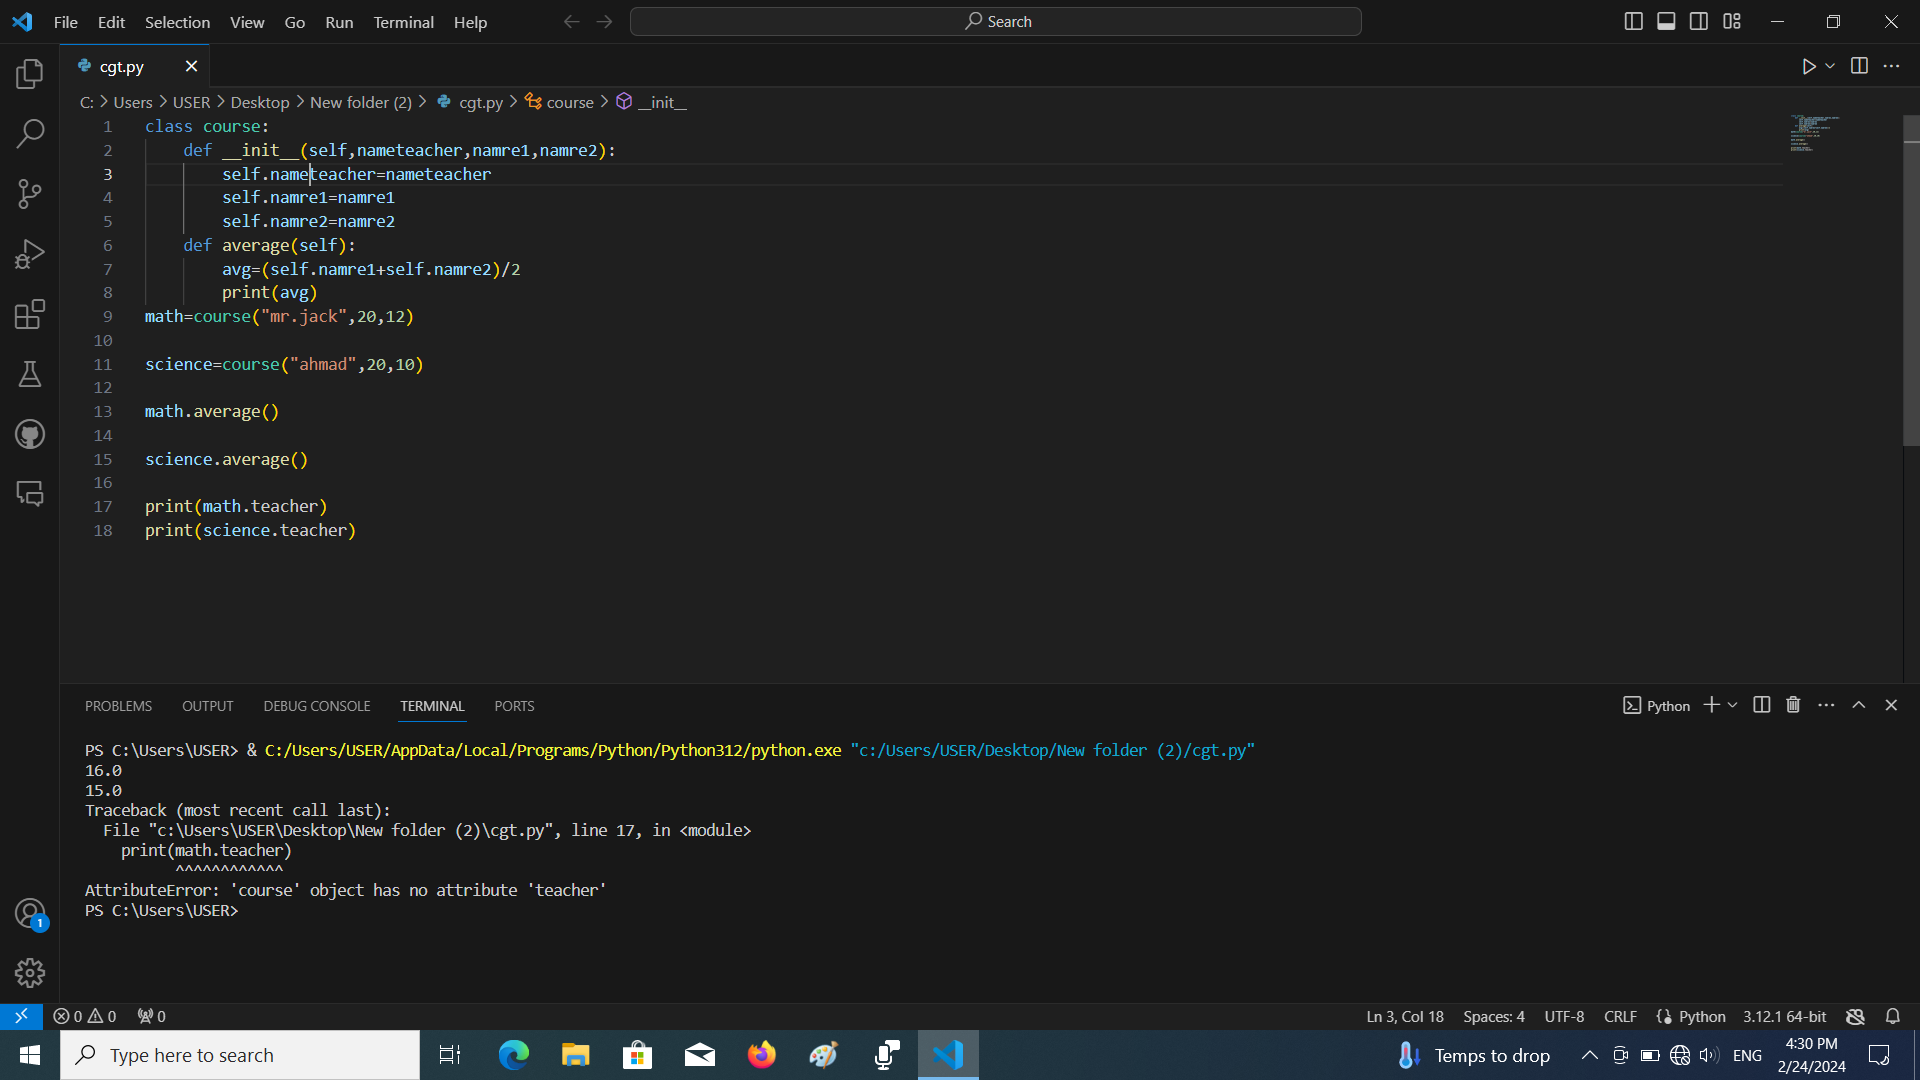 File Edit Selection View Go Run Terminal Help
Search
cgt.py
C: > Users > USER > Desktop > New folder (2) > cgt.py > course > __init__
1 class course:
2     def __init__(self,nameteacher,namre1,namre2):
3         self.nameteacher=nameteacher
4         self.namre1=namre1
5         self.namre2=namre2
6     def average(self):
7         avg=(self.namre1+self.namre2)/2
8         print(avg)
9 math=course("mr.jack",20,12)
10
11 science=course("ahmad",20,10)
12
13 math.average()
14
15 science.average()
16
17 print(math.teacher)
18 print(science.teacher)
PROBLEMS OUTPUT DEBUG CONSOLE TERMINAL PORTS
Python
PS C:\Users\USER> & C:/Users/USER/AppData/Local/Programs/Python/Python312/python.exe "c:/Users/USER/Desktop/New folder (2)/cgt.py"
16.0
15.0
Traceback (most recent call last):
  File "c:\Users\USER\Desktop\New folder (2)\cgt.py", line 17, in <module>
    print(math.teacher)
          ^^^^^^^^^^^^
AttributeError: 'course' object has no attribute 'teacher'
PS C:\Users\USER>
1
0 0 0
Ln 3, Col 18 Spaces: 4 UTF-8 CRLF Python 3.12.1 64-bit
Type here to search
Temps to drop
ENG
4:30 PM
2/24/2024